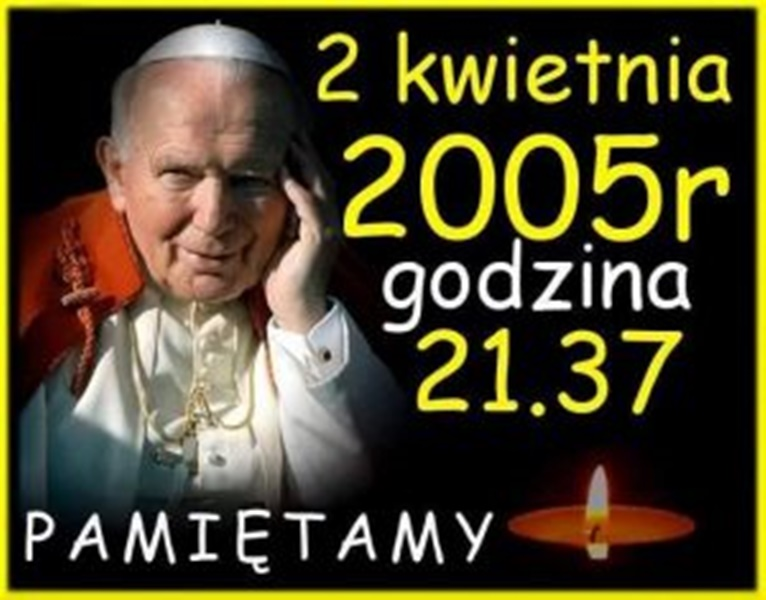 2 kwietnia
2005r
godzina
21.37
PAMIĘTAMY